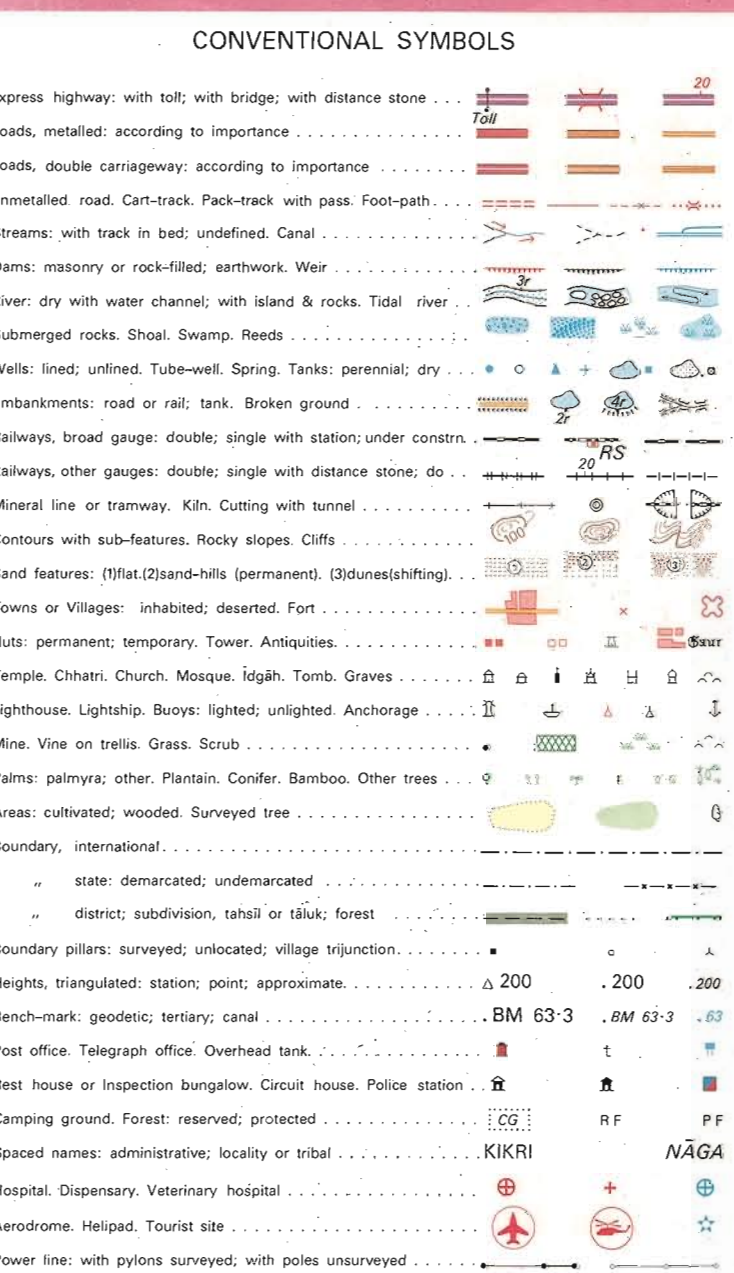 CONVENTIONAL SYMBOLS
20
xpress highway: with toll; with bridge; with distance stone . . .
Toll
oads, metalled: according to importance . . . . . . . . . . . . . .
oads, double carriageway: according to importance . . . . . . . .
nmetalled road. Cart-track. Pack-track with pass. Foot-path. . . .
treams: with track in bed; undefined. Canal . . . . . . . . . . . .
ams: masonry or rock-filled; earthwork. Weir . . . . . . . . . . .
3r
iver: dry with water channel; with island & rocks. Tidal river . .
ubmerged rocks. Shoal. Swamp. Reeds . . . . . . . . . . . . . . .
ells: lined; unlined. Tube-well. Spring. Tanks: perennial; dry . . .
mbankments: road or rail; tank. Broken ground . . . . . . . . . .
2r 4r
ailways, broad gauge: double; single with station; under constrn. .
RS
20
ailways, other gauges: double; single with distance stone; do . .
ineral line or tramway. Kiln. Cutting with tunnel . . . . . . . . .
ontours with sub-features. Rocky slopes. Cliffs . . . . . . . . . .
100
and features: (1)flat.(2)sand-hills (permanent). (3)dunes(shifting). . .
1 2 3
owns or Villages: inhabited; deserted. Fort . . . . . . . . . . . .
uts: permanent; temporary. Tower. Antiquities. . . . . . . . . . .
Gaur
emple. Chhatri. Church. Mosque. Īdgāh. Tomb. Graves . . . . . . .
ighthouse. Lightship. Buoys: lighted; unlighted. Anchorage . . . . .
ine. Vine on trellis. Grass. Scrub . . . . . . . . . . . . . . . . . .
alms: palmyra; other. Plantain. Conifer. Bamboo. Other trees . . .
reas: cultivated; wooded. Surveyed tree . . . . . . . . . . . . . .
oundary, international. . . . . . . . . . . . . . . . . . . . . . . .
,, state: demarcated; undemarcated . . . . . . . . . . . .
,, district; subdivision, tahsīl or tāluk; forest . . . . . . .
oundary pillars: surveyed; unlocated; village trijunction. . . . . . .
eights, triangulated: station; point; approximate. . . . . . . . . . . △ 200 . 200 .200
ench-mark: geodetic; tertiary; canal . . . . . . . . . . . . . . . . . BM 63·3 . BM 63·3 .63
ost office. Telegraph office. Overhead tank. . . . . . . . . . . . . t
est house or Inspection bungalow. Circuit house. Police station . .
amping ground. Forest: reserved; protected . . . . . . . . . . . . CG RF PF
paced names: administrative; locality or tribal . . . . . . . . . . . KIKRI NĀGA
ospital. Dispensary. Veterinary hospital . . . . . . . . . . . . . .
erodrome. Helipad. Tourist site . . . . . . . . . . . . . . . . . . .
ower line: with pylons surveyed; with poles unsurveyed . . . . . .